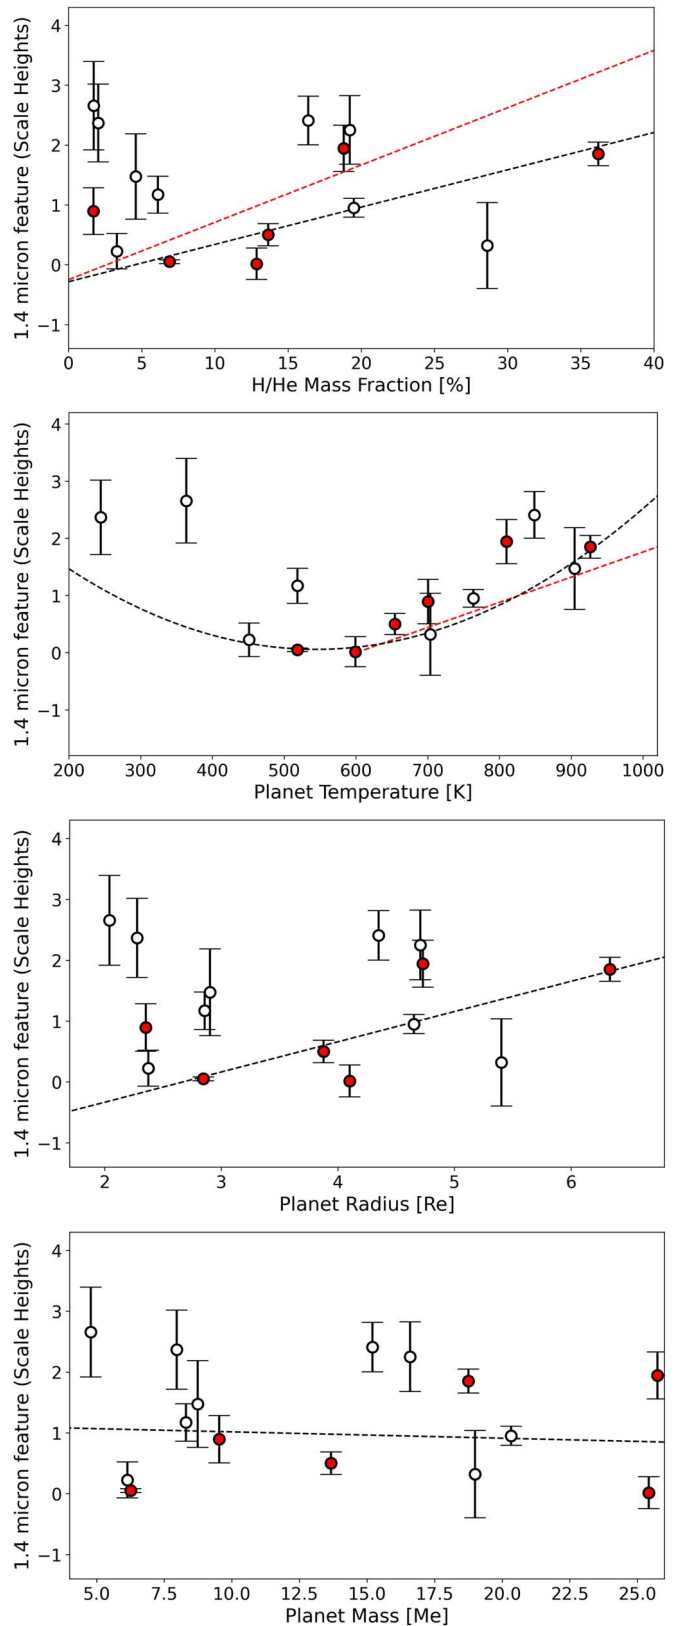 4
3
2
1
0
−1
1.4 micron feature (Scale Heights)
0 5 10 15 20 25 30 35 40
H/He Mass Fraction [%]
4
3
2
1
0
−1
1.4 micron feature (Scale Heights)
200 300 400 500 600 700 800 900 1000
Planet Temperature [K]
4
3
2
1
0
−1
1.4 micron feature (Scale Heights)
2 3 4 5 6
Planet Radius [Re]
4
3
2
1
0
−1
1.4 micron feature (Scale Heights)
5.0 7.5 10.0 12.5 15.0 17.5 20.0 22.5 25.0
Planet Mass [Me]